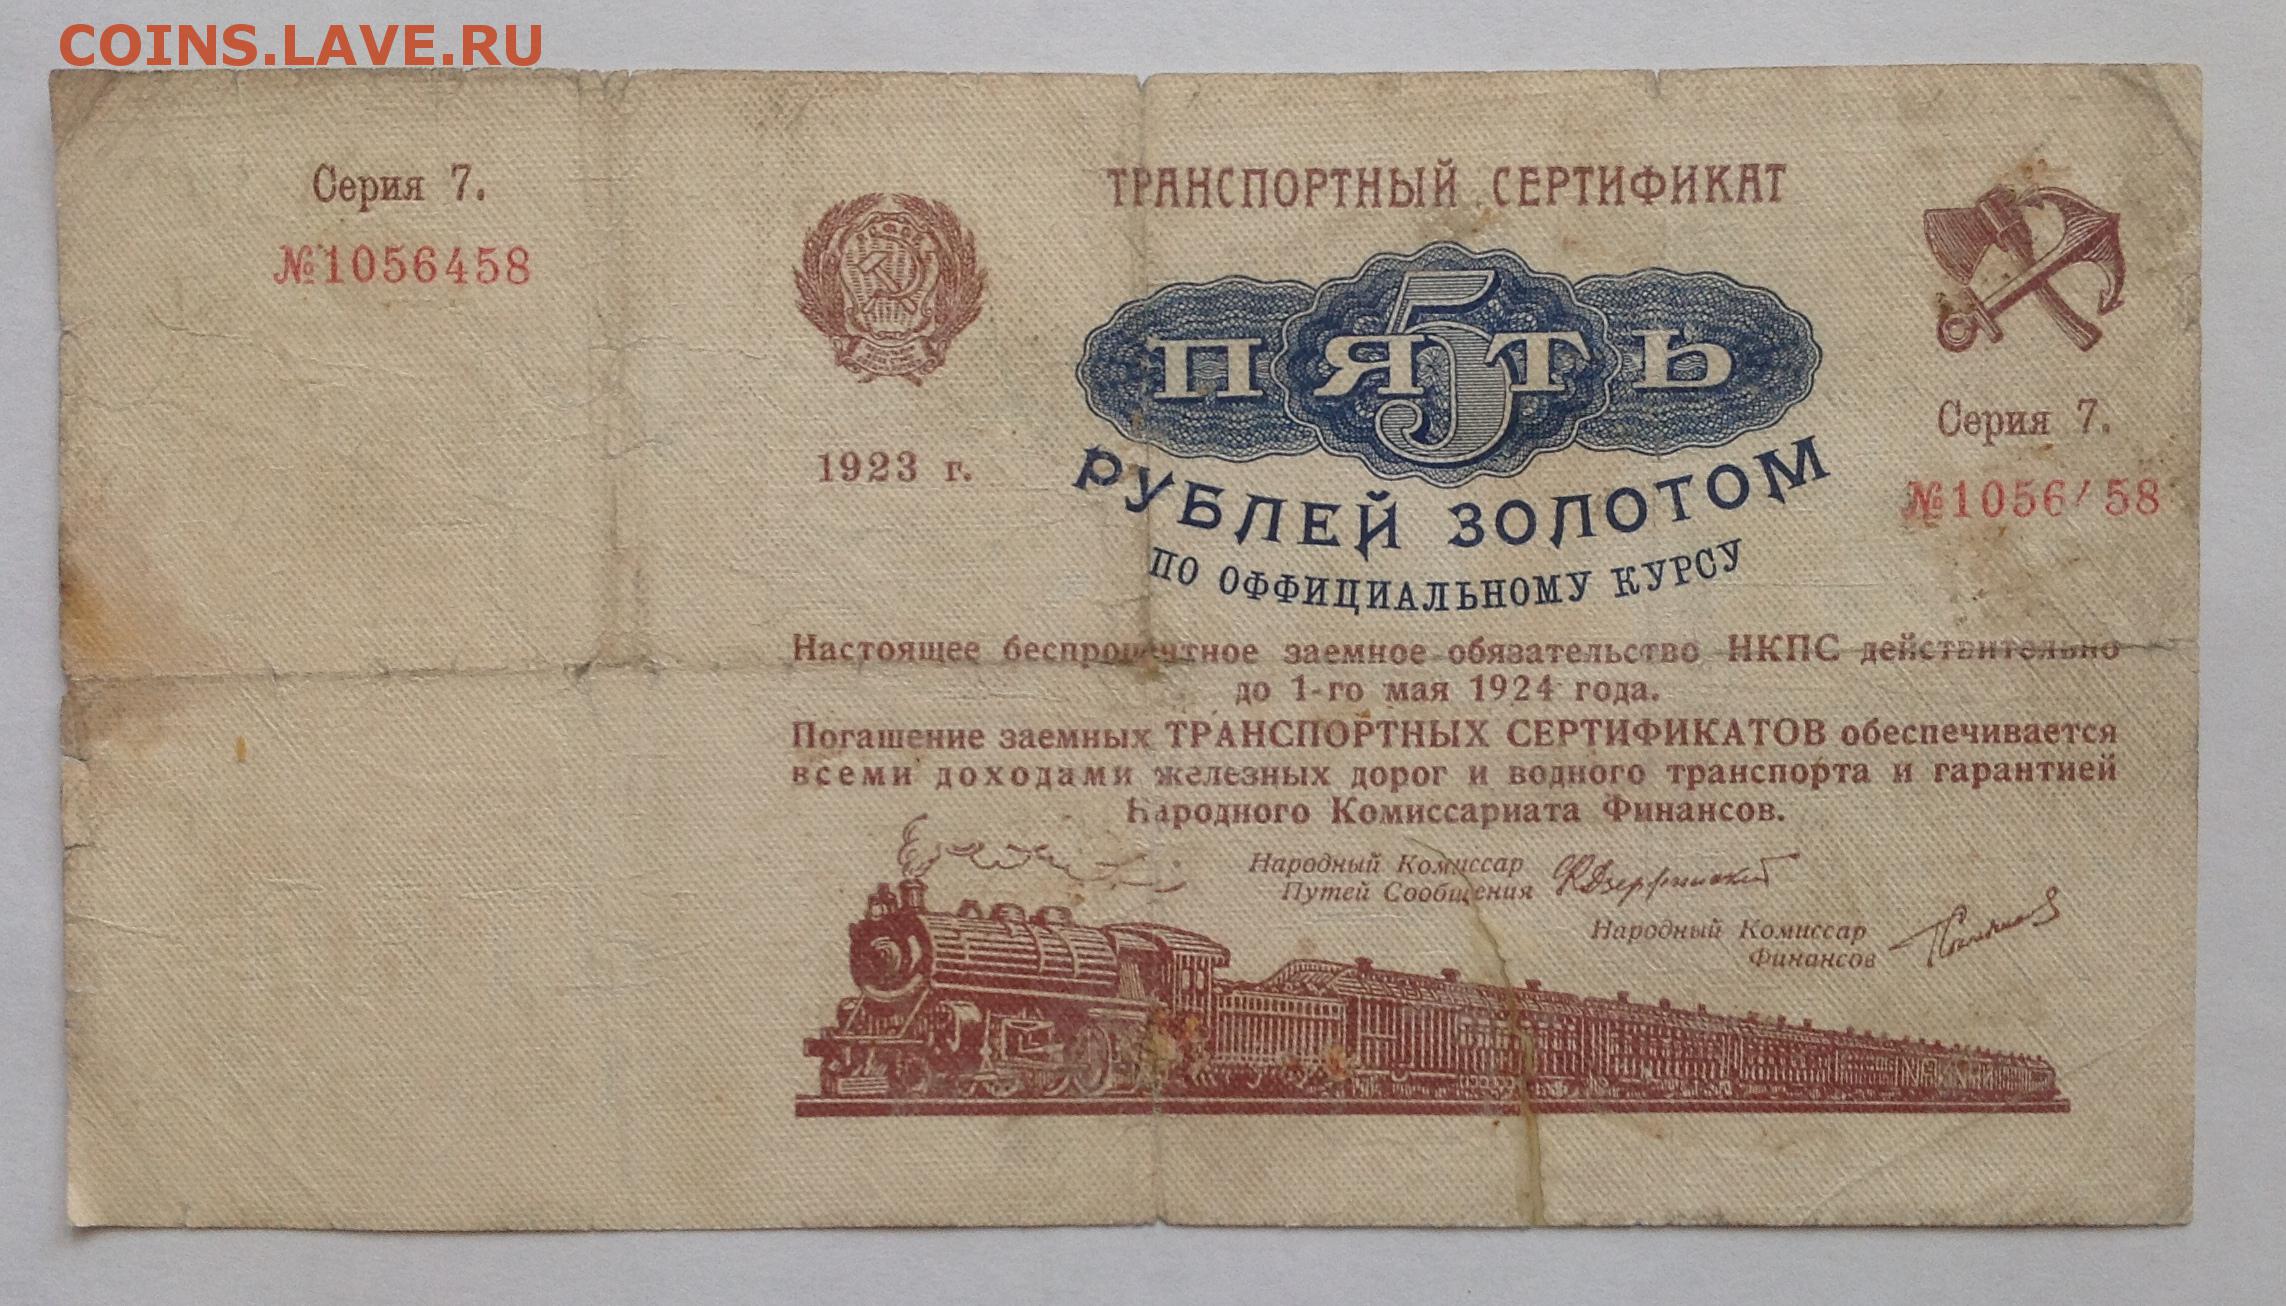 COINS.LAVE.RU
Серия 7.
№1056458
ТРАНСПОРТНЫЙ СЕРТИФИКАТ
5
ПЯТЬ
РУБЛЕЙ ЗОЛОТОМ
ПО ОФФИЦИАЛЬНОМУ КУРСУ
1923 г.
Серия 7.
№1056458
Настоящее беспроцентное заемное обязательство НКПС действительно
до 1-го мая 1924 года.
Погашение заемных ТРАНСПОРТНЫХ СЕРТИФИКАТОВ обеспечивается
всеми доходами железных дорог и водного транспорта и гарантией
Народного Комиссариата Финансов.
Народный Комиссар
Путей Сообщения
Народный Комиссар
Финансов